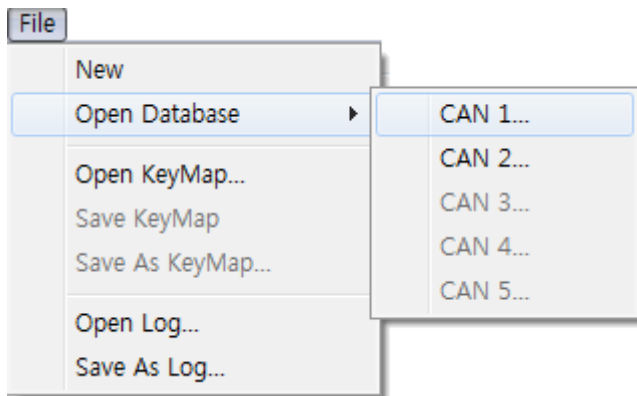 File
New
Open Database
CAN 1...
CAN 2...
CAN 3...
CAN 4...
CAN 5...
Open KeyMap...
Save KeyMap
Save As KeyMap...
Open Log...
Save As Log...